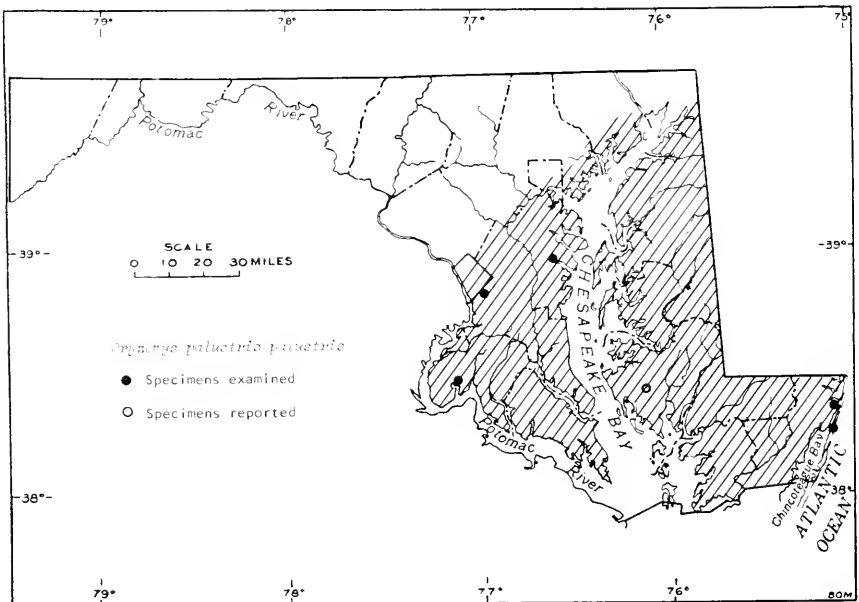 79° 78° 77° 76° 75°
Potomac River
39° 39°
SCALE
0 10 20 30 MILES
CHESAPEAKE BAY
Oryzomys palustris palustris
● Specimens examined
○ Specimens reported
Potomac River
Chincoteague Bay
ATLANTIC OCEAN
38° 38°
79° 78° 77° 76°
80M